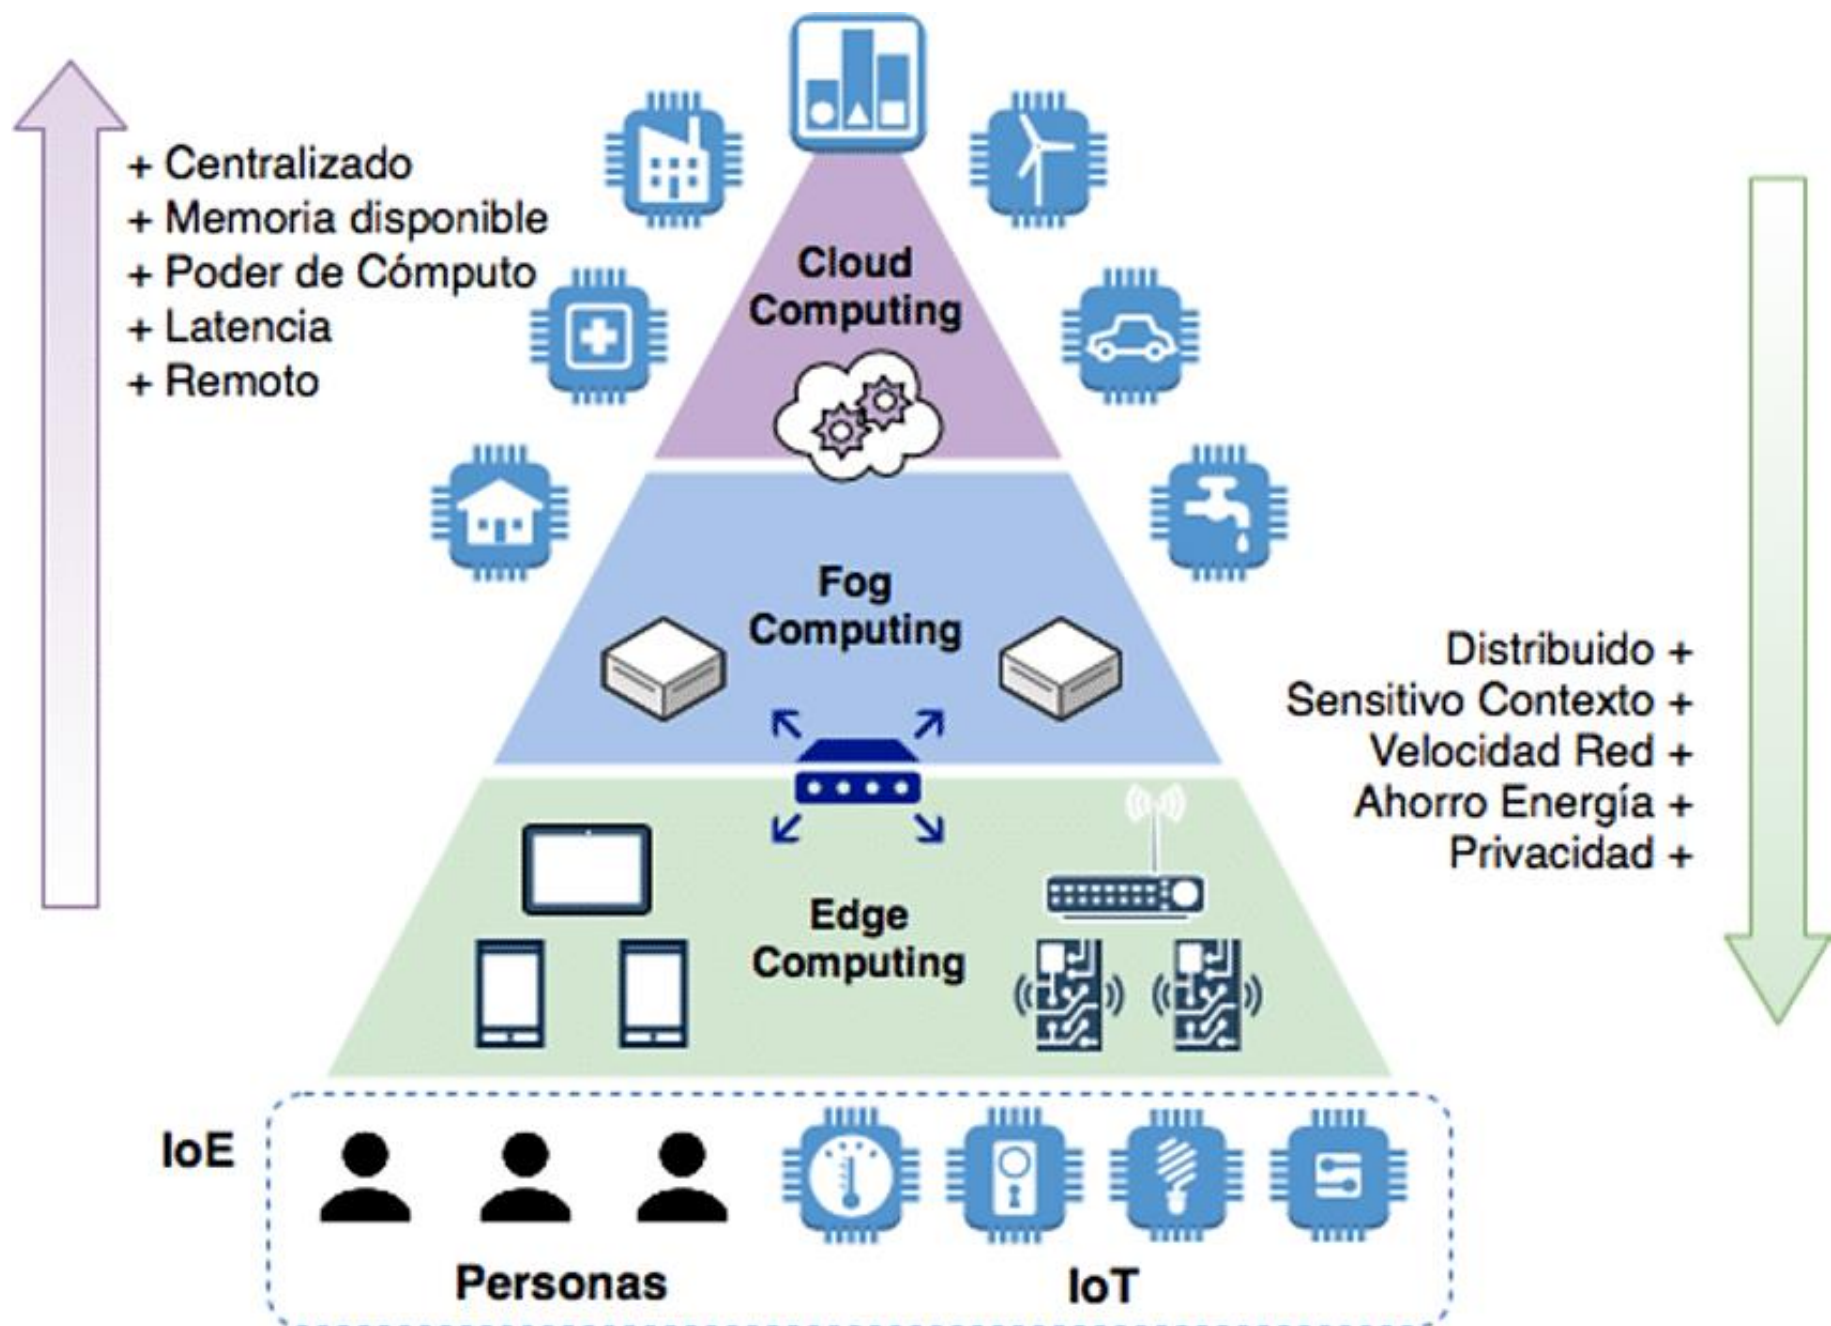 + Centralizado
+ Memoria disponible
+ Poder de Cómputo
+ Latencia
+ Remoto
Cloud
Computing
Fog
Computing
Distribuido +
Sensitivo Contexto +
Velocidad Red +
Ahorro Energía +
Privacidad +
Edge
Computing
IoE
Personas
IoT